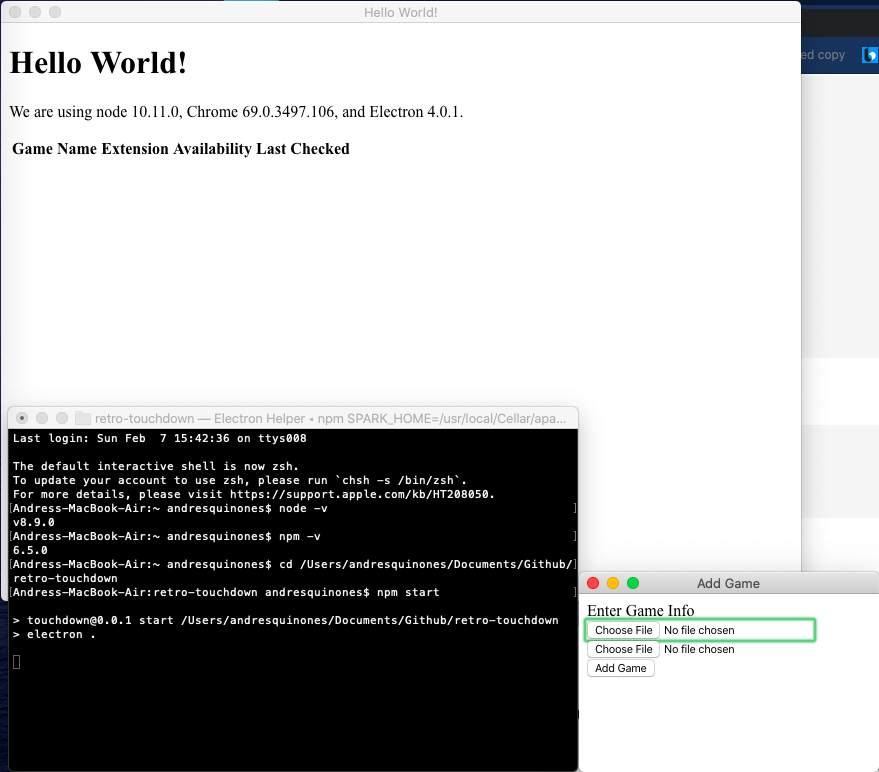 Hello World!
ed copy
Hello World!
We are using node 10.11.0, Chrome 69.0.3497.106, and Electron 4.0.1.
Game Name Extension Availability Last Checked
retro-touchdown — Electron Helper ◂ npm SPARK_HOME=/usr/local/Cellar/apa...
Last login: Sun Feb  7 15:42:36 on ttys008
The default interactive shell is now zsh.
To update your account to use zsh, please run `chsh -s /bin/zsh`.
For more details, please visit https://support.apple.com/kb/HT208050.
[Andress-MacBook-Air:~ andresquinones$ node -v ]
v8.9.0
[Andress-MacBook-Air:~ andresquinones$ npm -v ]
6.5.0
[Andress-MacBook-Air:~ andresquinones$ cd /Users/andresquinones/Documents/Github/]
retro-touchdown
[Andress-MacBook-Air:retro-touchdown andresquinones$ npm start ]
> touchdown@0.0.1 start /Users/andresquinones/Documents/Github/retro-touchdown
> electron .
Add Game
Enter Game Info
Choose File No file chosen
Choose File No file chosen
Add Game